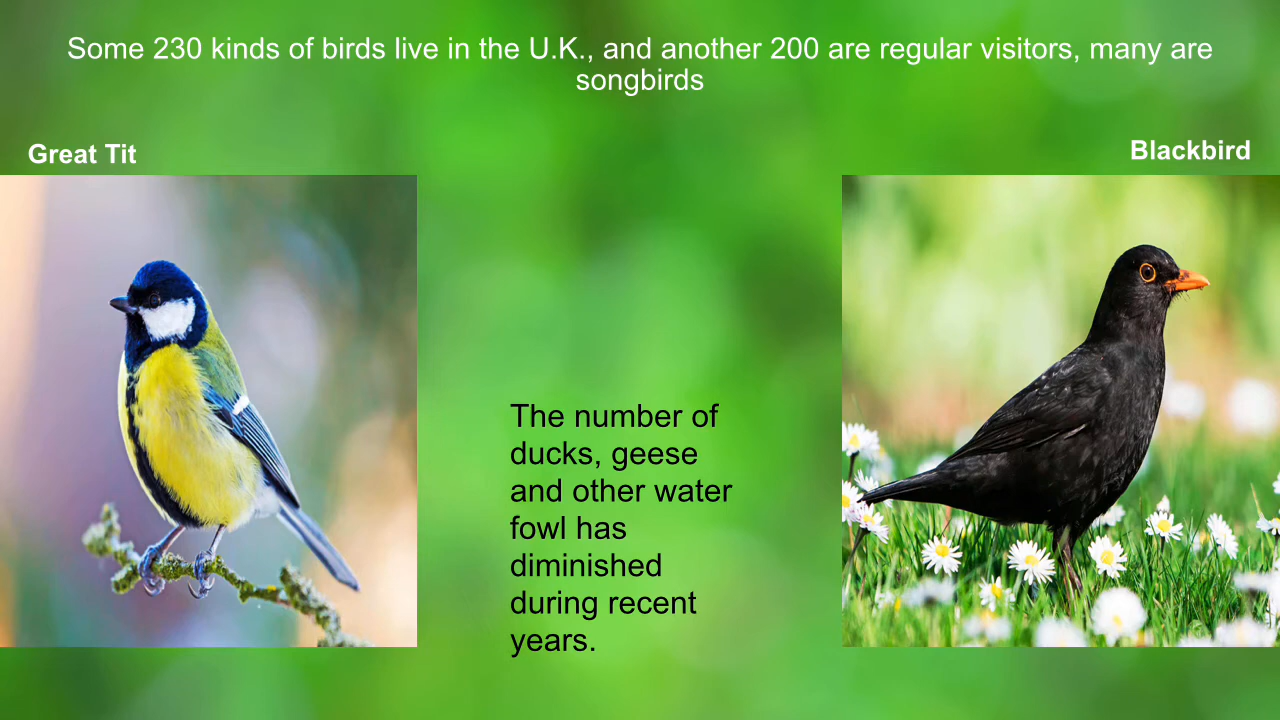 Some 230 kinds of birds live in the U.K., and another 200 are regular visitors, many are
songbirds
Great Tit
Blackbird
The number of
ducks, geese
and other water
fowl has
diminished
during recent
years.